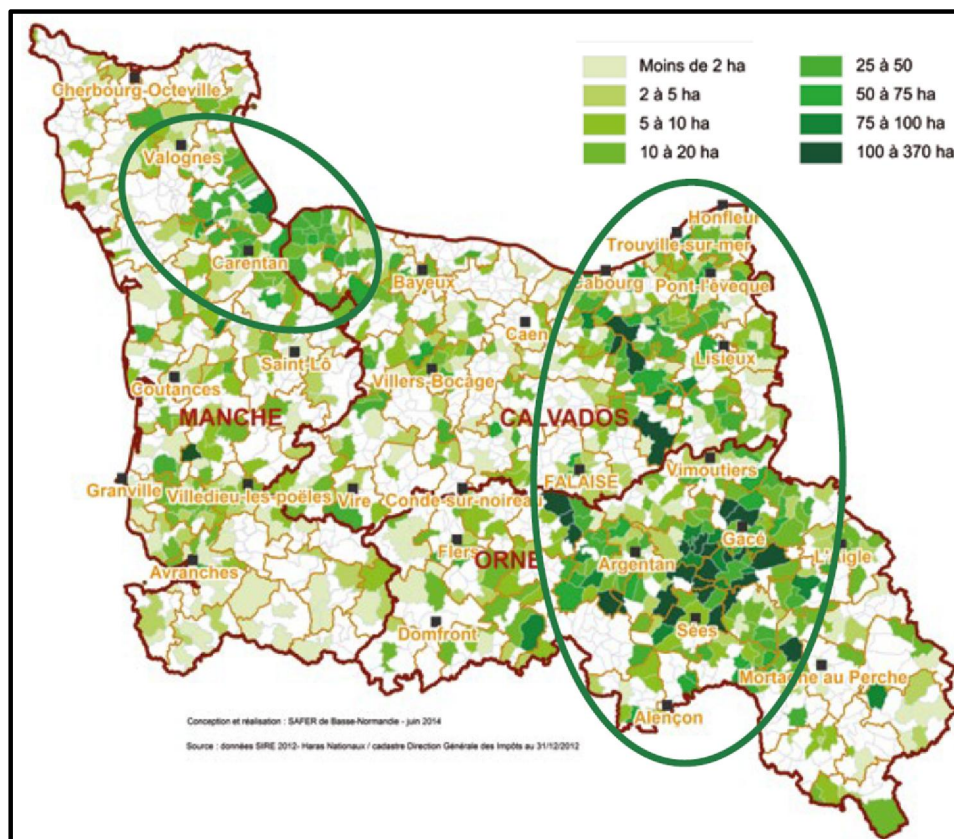 Moins de 2 ha
2 à 5 ha
5 à 10 ha
10 à 20 ha
25 à 50
50 à 75 ha
75 à 100 ha
100 à 370 ha
Cherbourg-Octeville
Valognes
Carentan
Honfleur
Trouville-sur-mer
Cabourg
Pont-l'évêque
Bayeux
Caen
Lisieux
Saint-Lô
Villers-Bocage
Coutances
MANCHE
CALVADOS
Granville
Villedieu-les-poëles
Vire
Conde-sur-noireau
FALAISE
Vimoutiers
Gacé
Flers
ORNE
Argentan
L'Aigle
Avranches
Domfront
Sées
Mortagne au Perche
Alençon
Conception et réalisation : SAFER de Basse-Normandie - juin 2014
Source : données SIRE 2012- Haras Nationaux / cadastre Direction Générale des Impôts au 31/12/2012